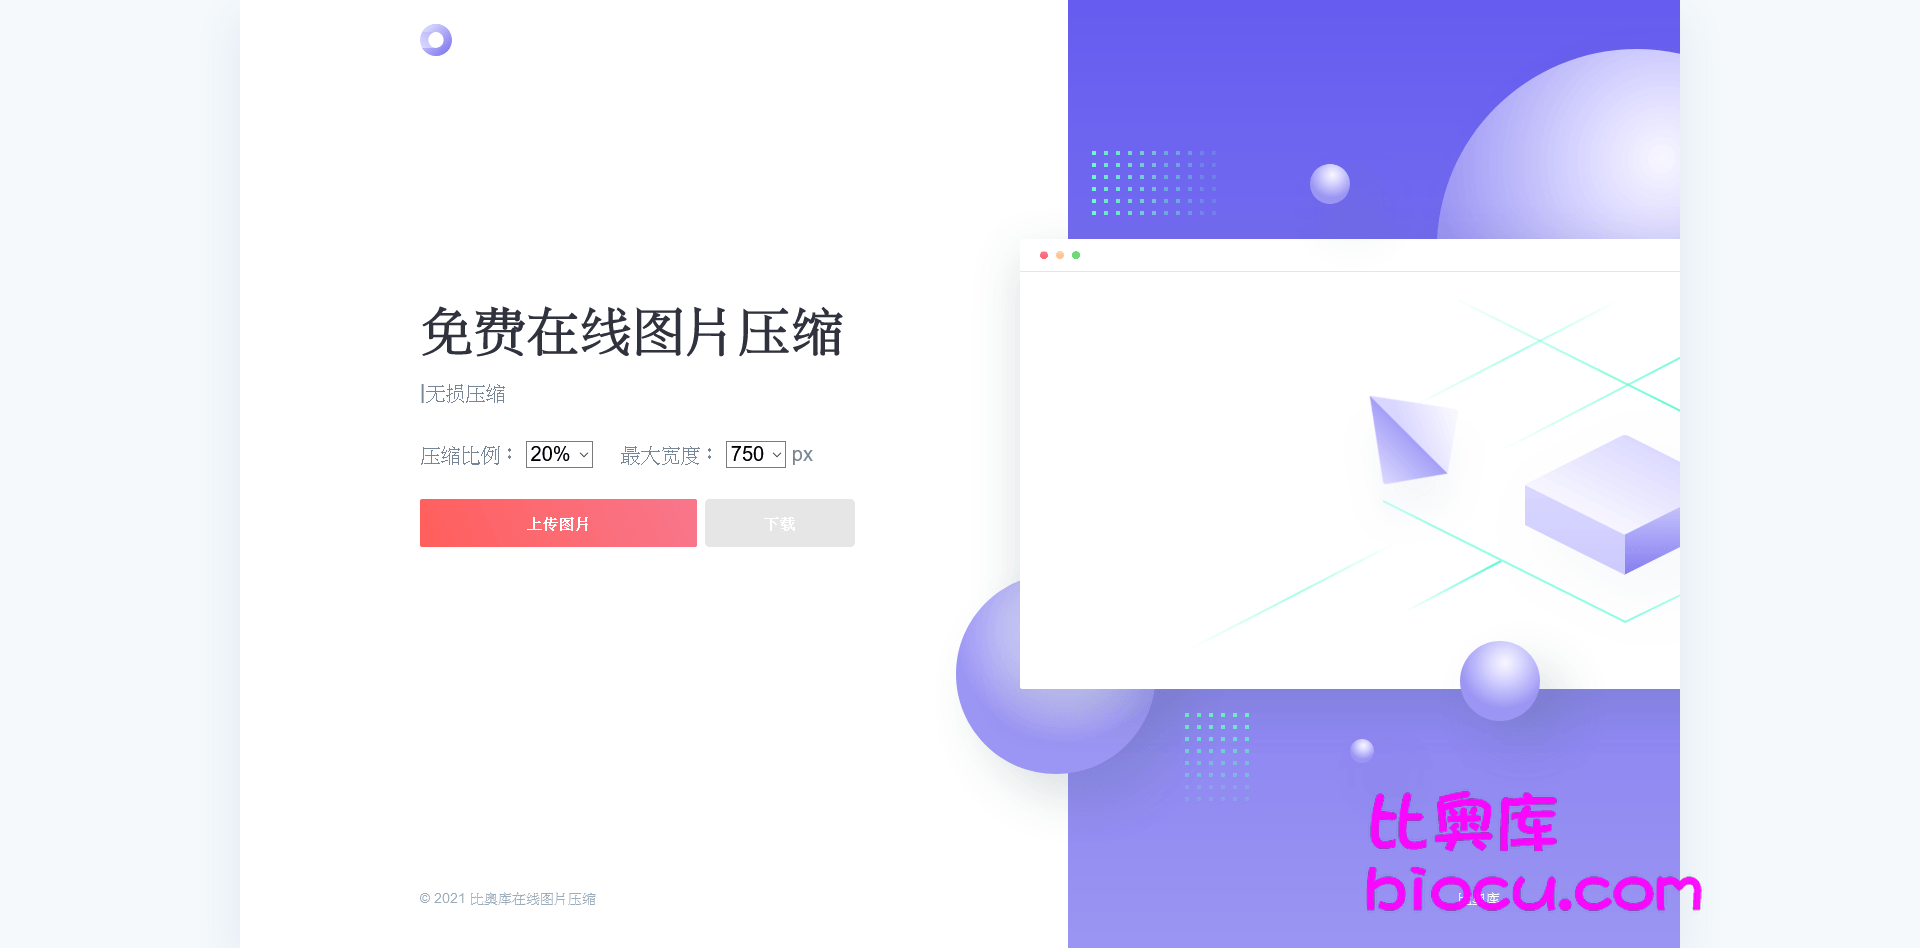 免费在线图片压缩
|无损压缩
压缩比例： 20% 最大宽度： 750 px
上传图片 下载
比奥库
biocu.com
© 2021 比奥库在线图片压缩